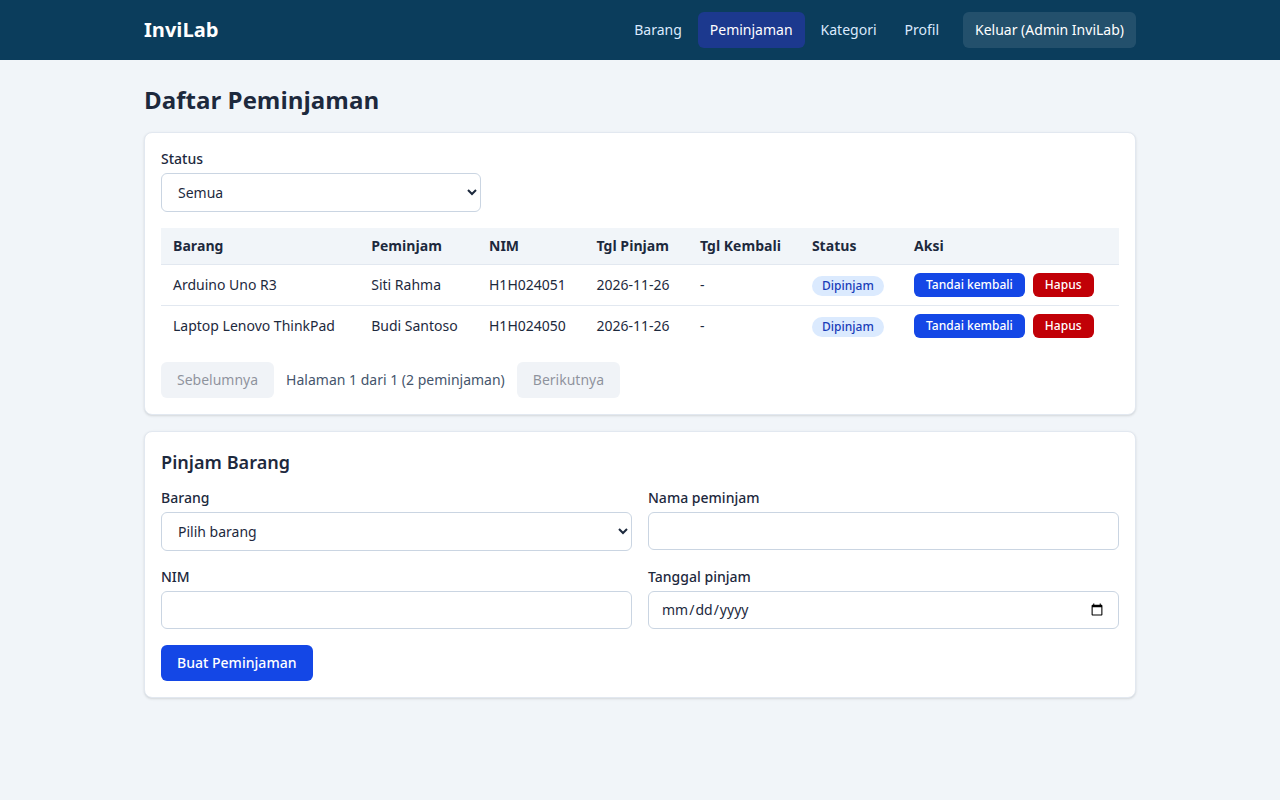 InviLab Barang Peminjaman Kategori Profil Keluar (Admin InviLab)
Daftar Peminjaman
Status
Semua
Barang Peminjam NIM Tgl Pinjam Tgl Kembali Status Aksi
Arduino Uno R3 Siti Rahma H1H024051 2026-11-26 - Dipinjam Tandai kembali Hapus
Laptop Lenovo ThinkPad Budi Santoso H1H024050 2026-11-26 - Dipinjam Tandai kembali Hapus
Sebelumnya Halaman 1 dari 1 (2 peminjaman) Berikutnya
Pinjam Barang
Barang Nama peminjam
Pilih barang
NIM Tanggal pinjam
mm/dd/yyyy
Buat Peminjaman